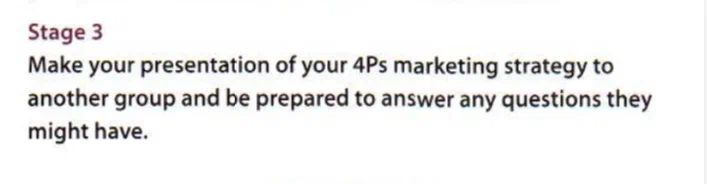 Stage 3
Make your presentation of your 4Ps marketing strategy to
another group and be prepared to answer any questions they
might have.